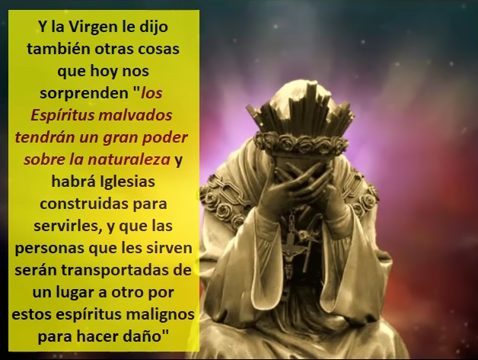 Y la Virgen le dijo
también otras cosas
que hoy nos
sorprenden "los
Espíritus malvados
tendrán un gran poder
sobre la naturaleza y
habrá Iglesias
construidas para
servirles, y que las
personas que les sirven
serán transportadas de
un lugar a otro por
estos espíritus malignos
para hacer daño"